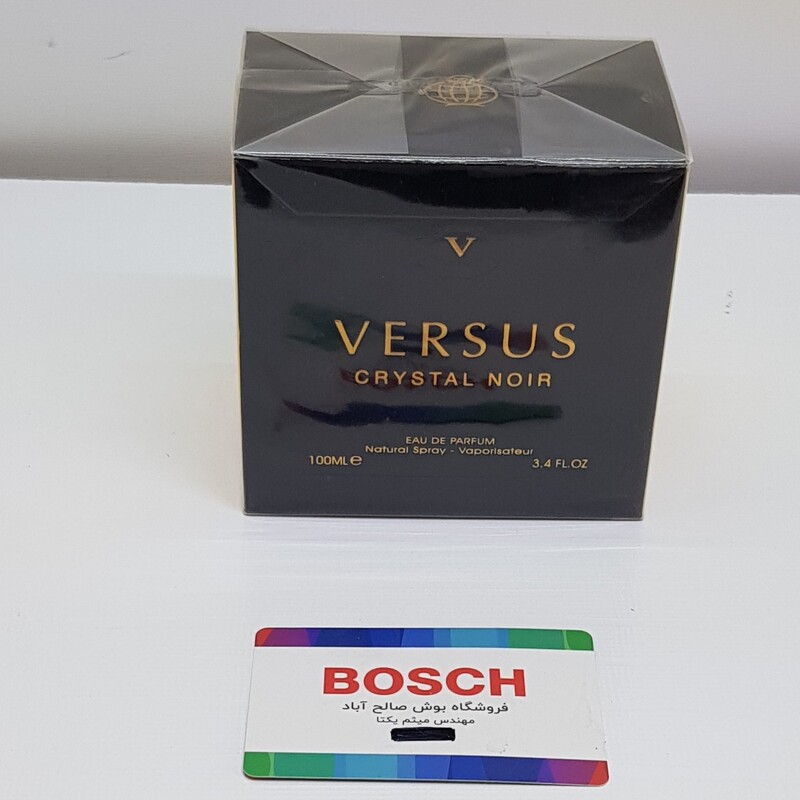 V
VERSUS
CRYSTAL NOIR
EAU DE PARFUM
Natural Spray - Vaporisateur
100ML℮ 3.4 FL.OZ
BOSCH
فروشگاه بوش صالح آباد
مهندس میثم یکتا